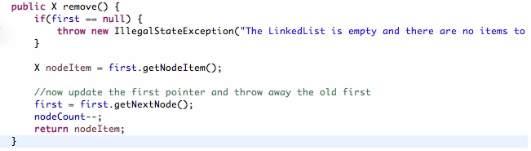 public X remove() {
if(first == null) {
throw new IllegalStateException("The LinkedList is empty and there are no items to
}
X nodeItem = first.getNodeItem();
//now update the first pointer and throw away the old first
first = first.getNextNode();
nodeCount--;
return nodeItem;
}